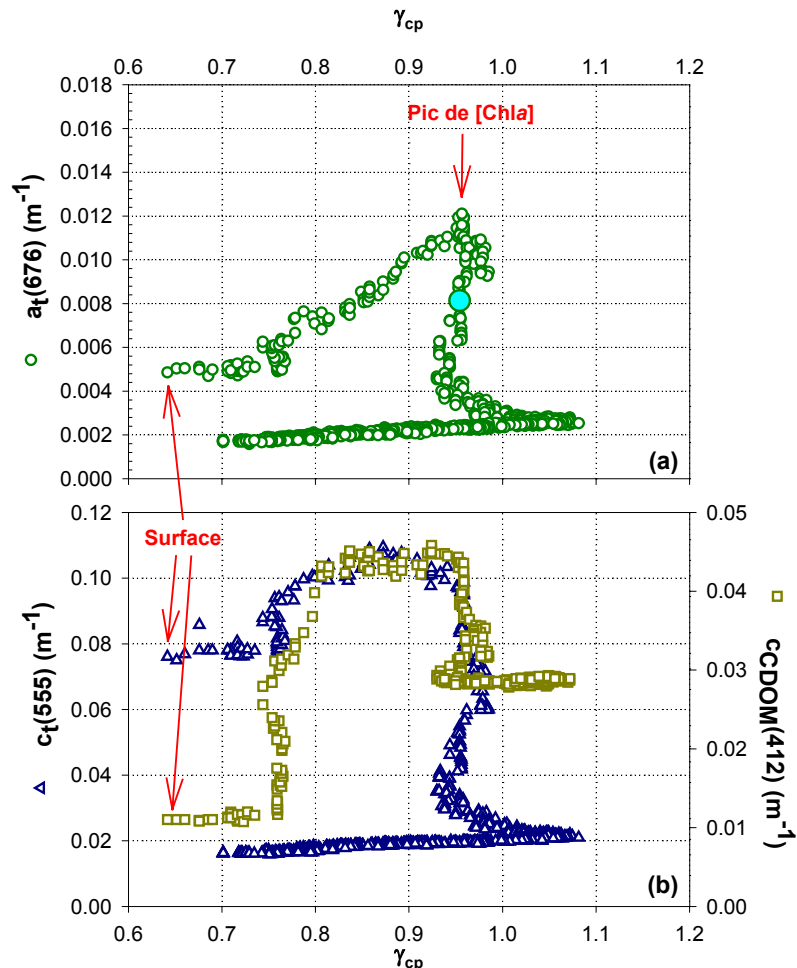 γcp
0.6 0.7 0.8 0.9 1.0 1.1 1.2
0.018
0.016
0.014
0.012
0.010
0.008
0.006
0.004
0.002
0.000
at(676) (m-1)
Pic de [Chla]
(a)
Surface
0.12
0.10
0.08
0.06
0.04
0.02
0.00
ct(555) (m-1)
0.05
0.04
0.03
0.02
0.01
0.00
cCDOM(412) (m-1)
(b)
0.6 0.7 0.8 0.9 1.0 1.1 1.2
γcp